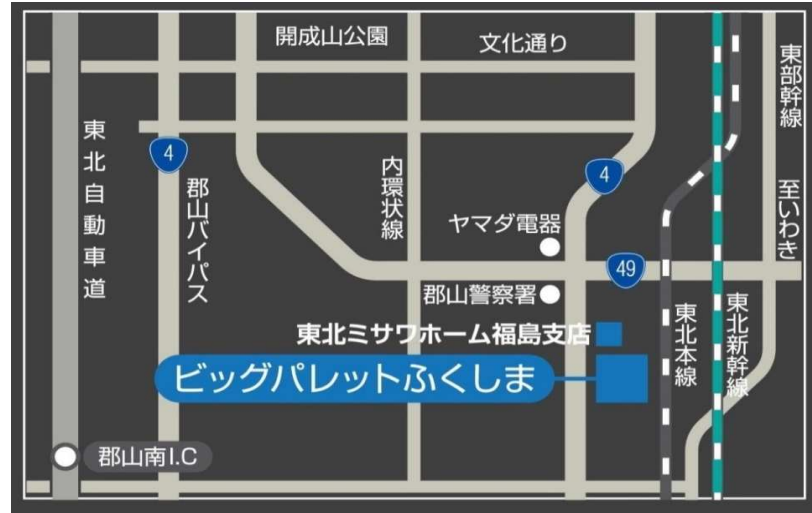 開成山公園
文化通り
東部幹線
至いわき
東北自動車道
4
郡山バイパス
内環状線
4
ヤマダ電器
49
郡山警察署
東北ミサワホーム福島支店
東北本線
東北新幹線
ビッグパレットふくしま
郡山南I.C